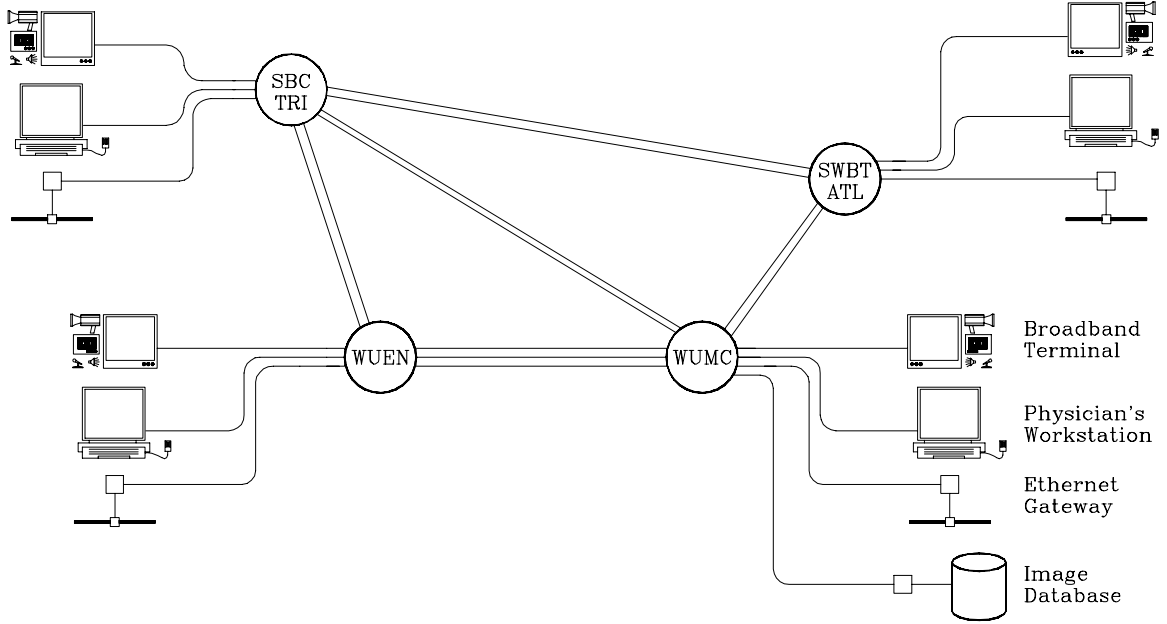 SBC
TRI
SWBT
ATL
WUEN
WUMC
Broadband
Terminal
Physician's
Workstation
Ethernet
Gateway
Image
Database